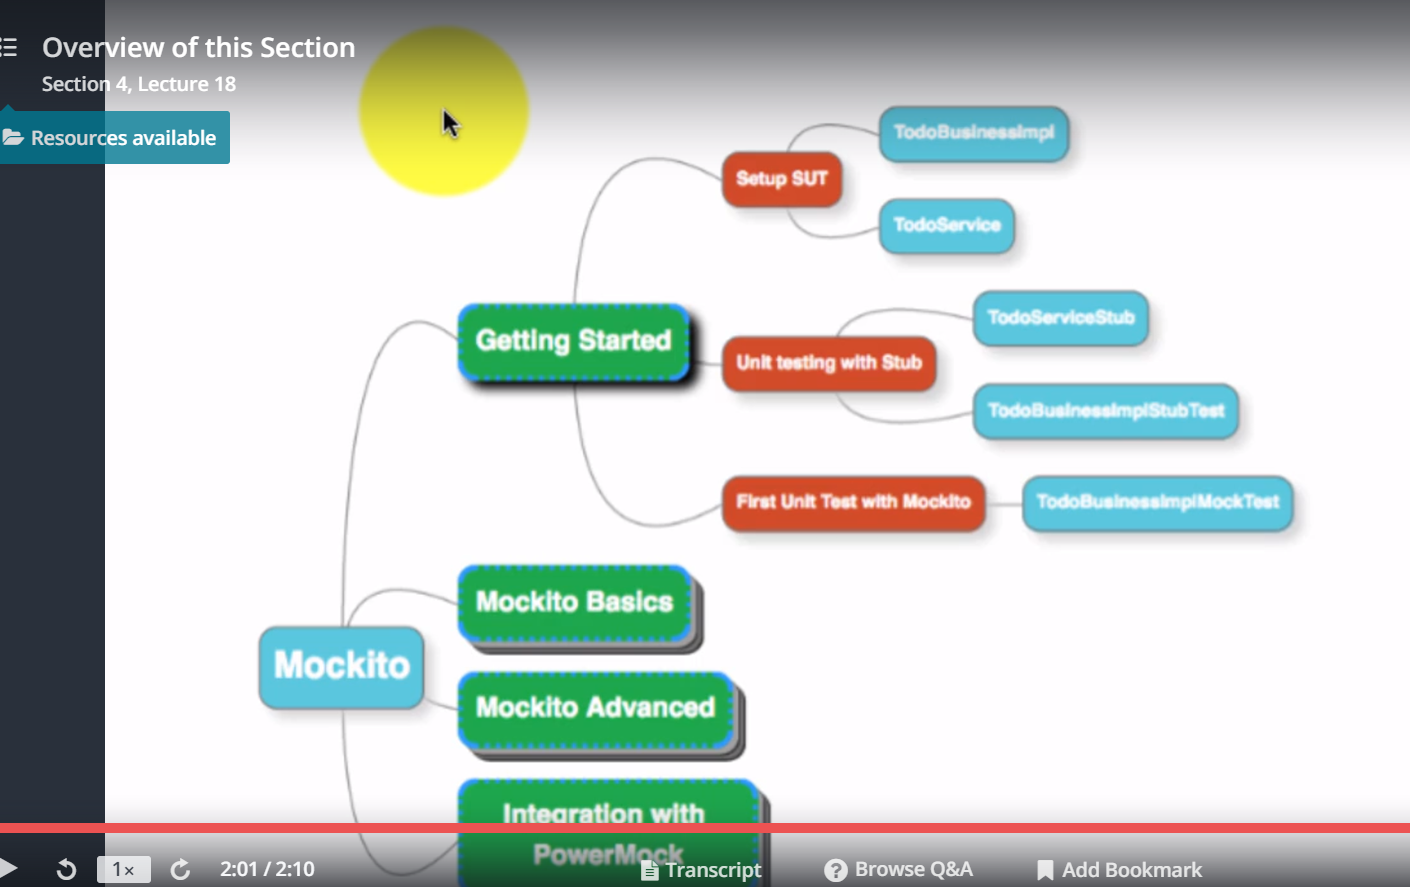 Overview of this Section
Section 4, Lecture 18
Resources available
TodoBusinessImpl
Setup SUT
TodoService
TodoServiceStub
Getting Started
Unit testing with Stub
TodoBusinessImplStubTest
First Unit Test with Mockito
TodoBusinessImplMockTest
Mockito Basics
Mockito
Mockito Advanced
Integration with
PowerMock
1×
2:01 / 2:10
Transcript
? Browse Q&A
Add Bookmark